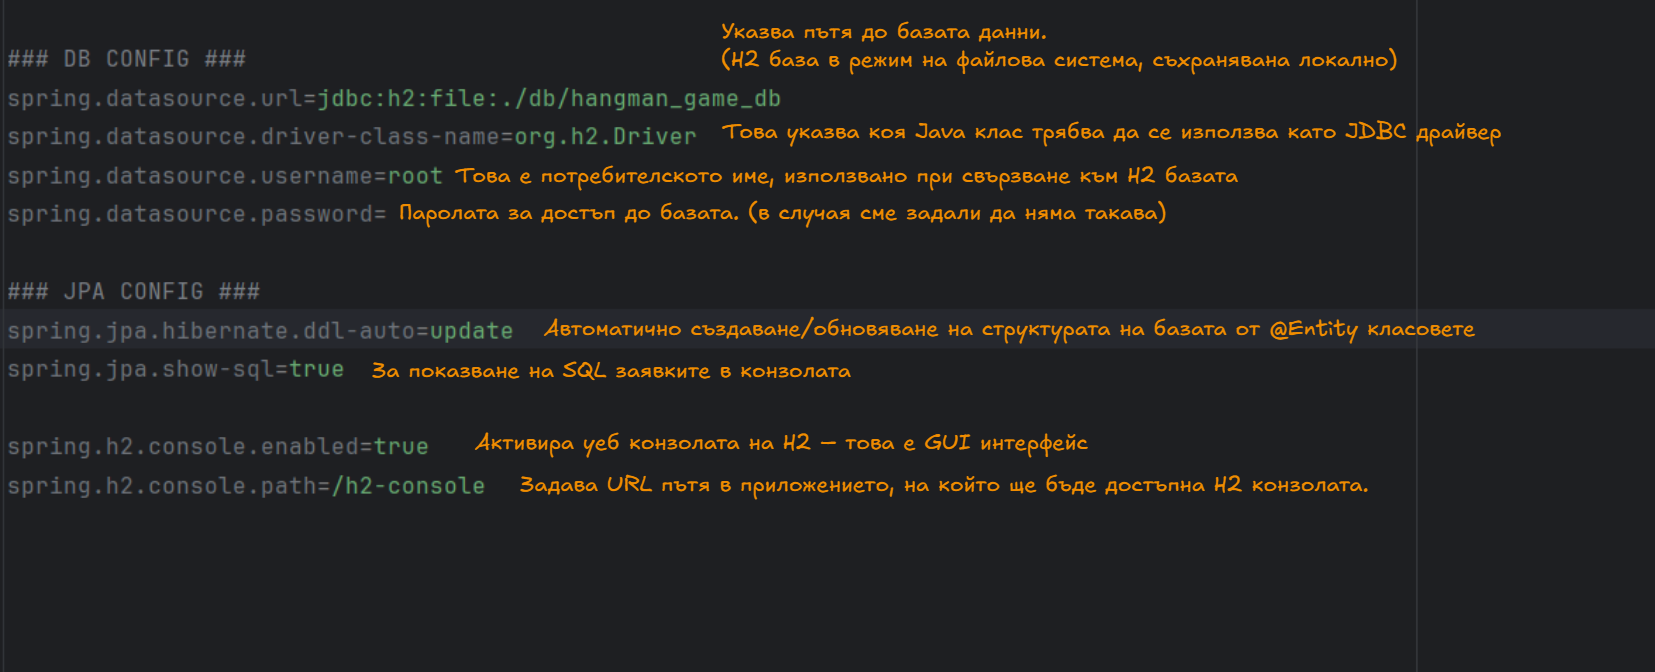 Указва пътя до базата данни.
### DB CONFIG ### (H2 база в режим на файлова система, съхранявана локално)
spring.datasource.url=jdbc:h2:file:./db/hangman_game_db
spring.datasource.driver-class-name=org.h2.Driver Това указва коя Java клас трябва да се използва като JDBC драйвер
spring.datasource.username=root Това е потребителското име, използвано при свързване към H2 базата
spring.datasource.password= Паролата за достъп до базата. (в случая сме задали да няма такава)
### JPA CONFIG ###
spring.jpa.hibernate.ddl-auto=update Автоматично създаване/обновяване на структурата на базата от @Entity класовете
spring.jpa.show-sql=true За показване на SQL заявките в конзолата
spring.h2.console.enabled=true Активира уеб конзолата на H2 – това е GUI интерфейс
spring.h2.console.path=/h2-console Задава URL пътя в приложението, на който ще бъде достъпна H2 конзолата.